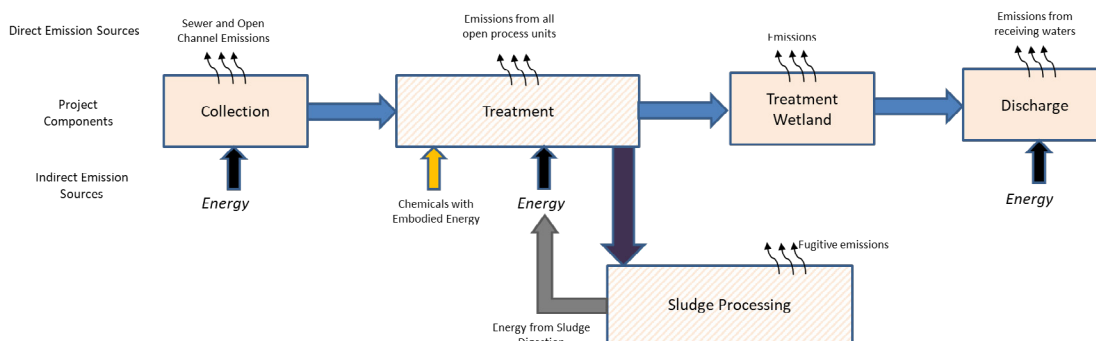 Direct Emission Sources
Sewer and Open
Channel Emissions
Emissions from all
open process units
Emissions
Emissions from
receiving waters
Project
Components
Collection
Treatment
Treatment
Wetland
Discharge
Indirect Emission
Sources
Energy
Chemicals with
Embodied Energy
Energy
Energy
Fugitive emissions
Sludge Processing
Energy from Sludge
Digestion